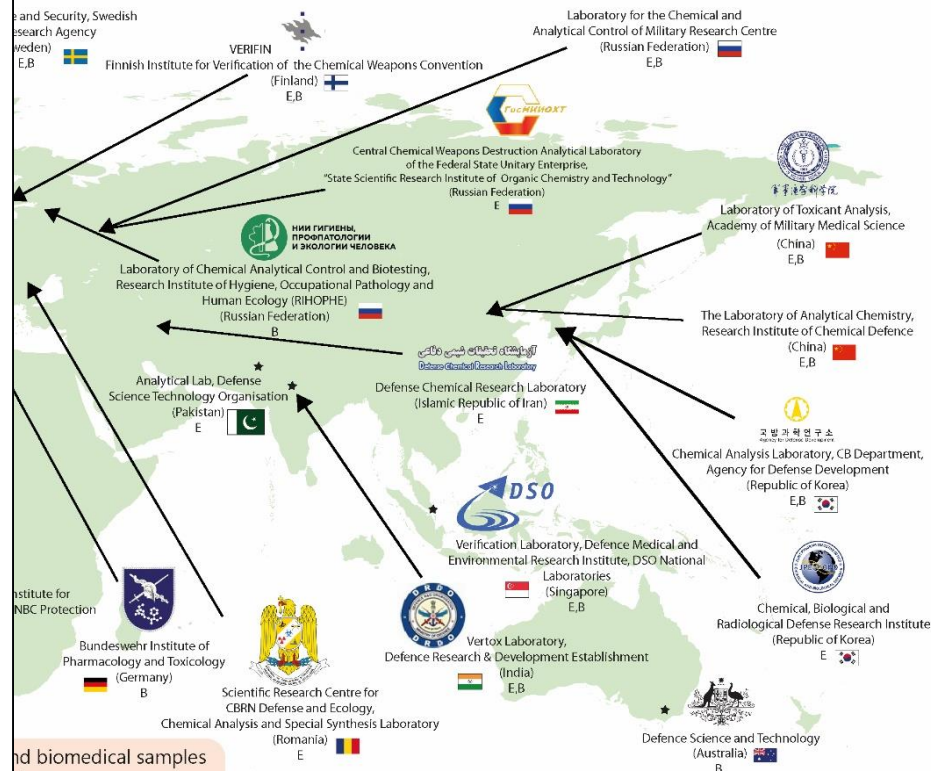 e and Security, Swedish
esearch Agency
weden)
E,B
VERIFIN
Finnish Institute for Verification of the Chemical Weapons Convention
(Finland)
E,B
Laboratory for the Chemical and
Analytical Control of Military Research Centre
(Russian Federation)
E,B
ГосНИИОХТ
Central Chemical Weapons Destruction Analytical Laboratory
of the Federal State Unitary Enterprise,
"State Scientific Research Institute of Organic Chemistry and Technology"
(Russian Federation)
E
Laboratory of Toxicant Analysis,
Academy of Military Medical Science
(China)
E,B
НИИ ГИГИЕНЫ,
ПРОФПАТОЛОГИИ
И ЭКОЛОГИИ ЧЕЛОВЕКА
Laboratory of Chemical Analytical Control and Biotesting,
Research Institute of Hygiene, Occupational Pathology and
Human Ecology (RIHOPHE)
(Russian Federation)
B
The Laboratory of Analytical Chemistry,
Research Institute of Chemical Defence
(China)
E,B
آزمایشگاه تحقیقات شیمی دفاعی
Defense Chemical Research Laboratory
Defense Chemical Research Laboratory
(Islamic Republic of Iran)
E
Analytical Lab, Defense
Science Technology Organisation
(Pakistan)
E
국방과학연구소
Agency for Defense Development
Chemical Analysis Laboratory, CB Department,
Agency for Defense Development
(Republic of Korea)
E,B
DSO
Verification Laboratory, Defence Medical and
Environmental Research Institute, DSO National
Laboratories
(Singapore)
E,B
Chemical, Biological and
Radiological Defense Research Institute
(Republic of Korea)
E
nstitute for
NBC Protection
Bundeswehr Institute of
Pharmacology and Toxicology
(Germany)
B
Scientific Research Centre for
CBRN Defense and Ecology,
Chemical Analysis and Special Synthesis Laboratory
(Romania)
E
DRDO
Vertox Laboratory,
Defence Research & Development Establishment
(India)
E,B
Defence Science and Technology
(Australia)
B
nd biomedical samples